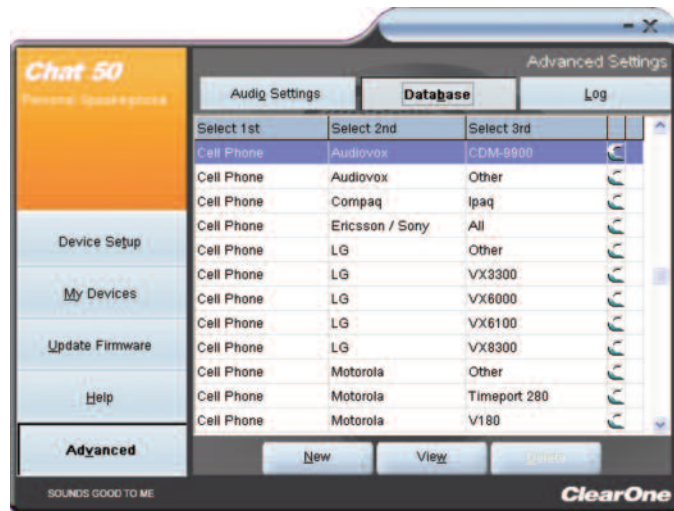 - X
Chat 50
Personal Speakerphone
Advanced Settings
Audio Settings Database Log
Select 1st Select 2nd Select 3rd
Cell Phone Audiovox CDM-9900
Cell Phone Audiovox Other
Cell Phone Compaq Ipaq
Cell Phone Ericsson / Sony All
Cell Phone LG Other
Cell Phone LG VX3300
Cell Phone LG VX6000
Cell Phone LG VX6100
Cell Phone LG VX8300
Cell Phone Motorola Other
Cell Phone Motorola Timeport 280
Cell Phone Motorola V180
Device Setup
My Devices
Update Firmware
Help
Advanced
New View Delete
SOUNDS GOOD TO ME
ClearOne